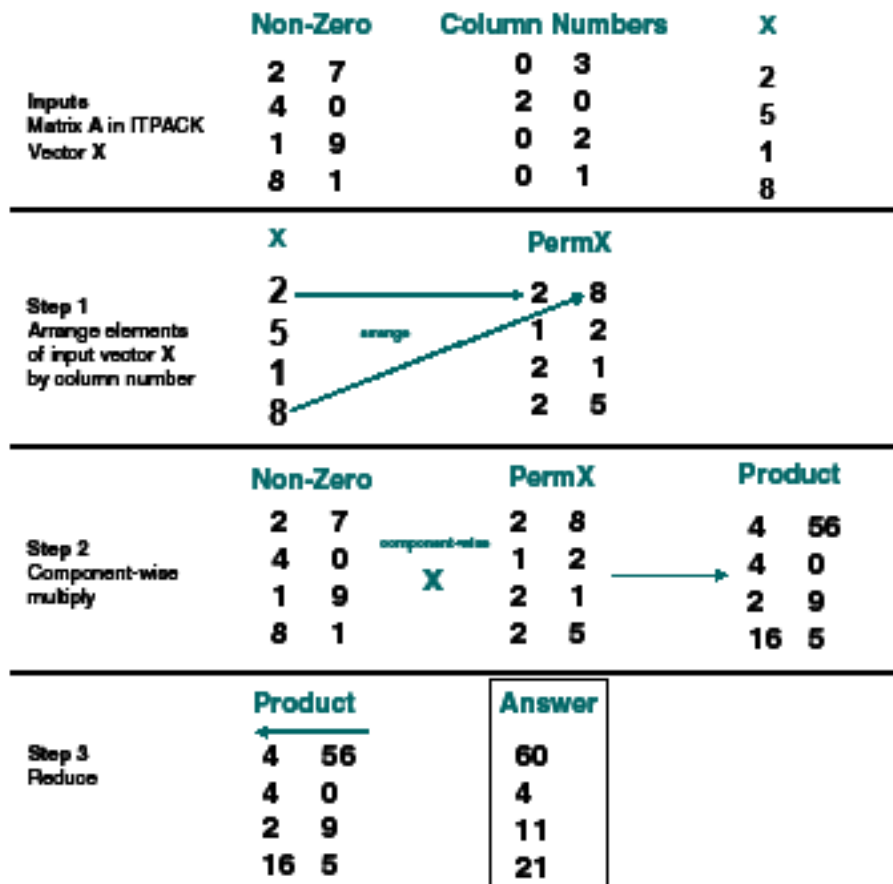 Non-Zero Column Numbers X
2 7 0 3 2
Inputs
Matrix A in ITPACK
Vector X
4 0 2 0 5
1 9 0 2 1
8 1 0 1 8
X PermX
Step 1
Arrange elements
of input vector X
by column number
2 2 8
5 arrange 1 2
1 2 1
8 2 5
Non-Zero PermX Product
Step 2
Component-wise
multiply
2 7 2 8 4 56
component-wise
4 0 X 1 2 4 0
1 9 2 1 2 9
8 1 2 5 16 5
Product Answer
Step 3
Reduce
4 56 60
4 0 4
2 9 11
16 5 21